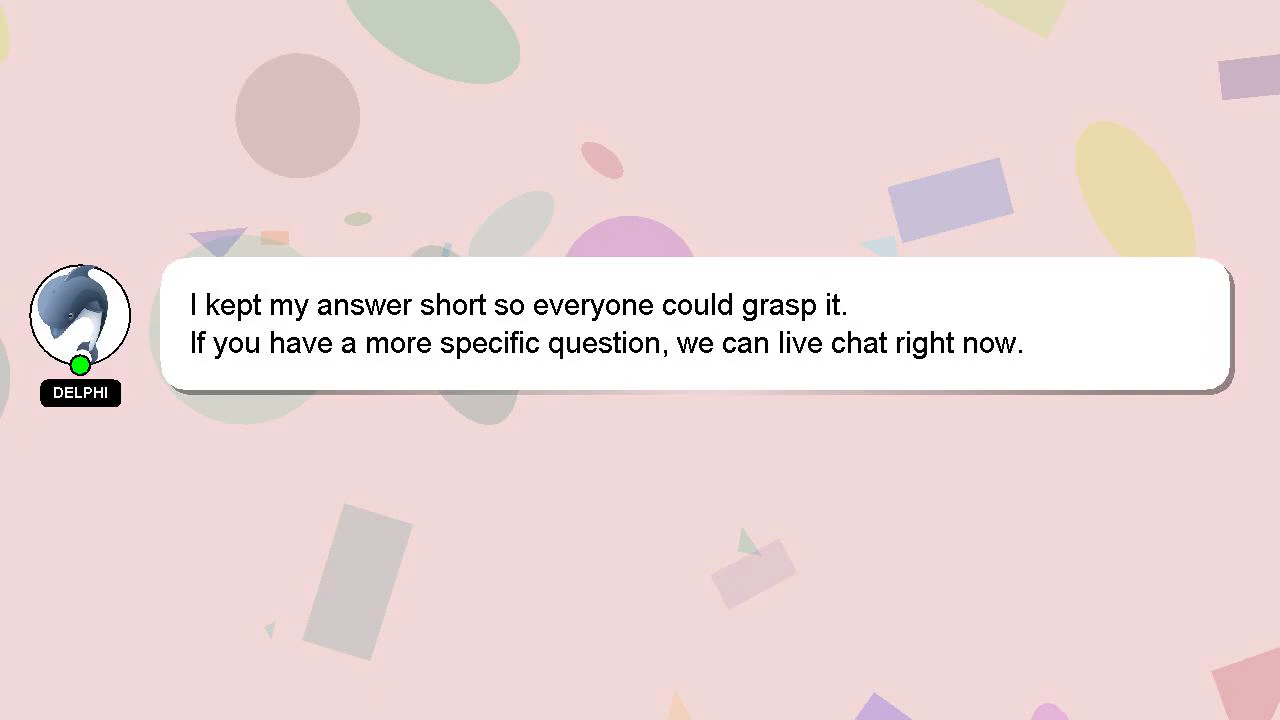 I kept my answer short so everyone could grasp it.
If you have a more specific question, we can live chat right now.
DELPHI